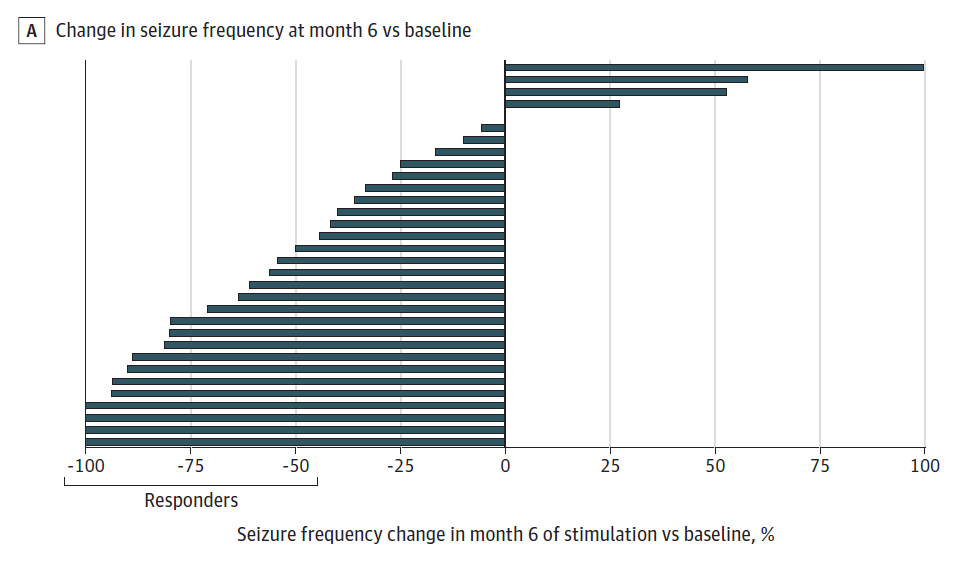 A Change in seizure frequency at month 6 vs baseline
-100 -75 -50 -25 0 25 50 75 100
Responders
Seizure frequency change in month 6 of stimulation vs baseline, %